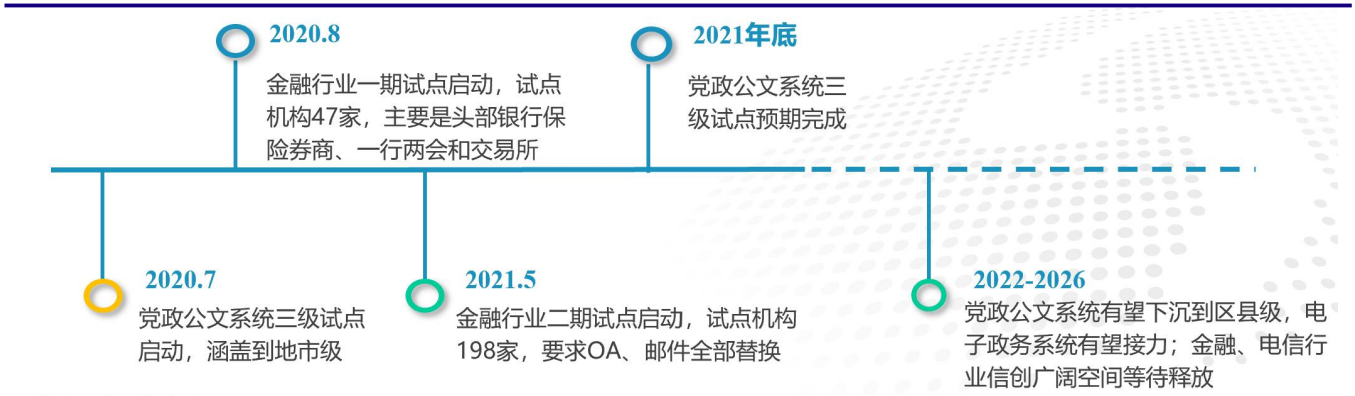 2020.8
金融行业一期试点启动，试点
机构47家，主要是头部银行保
险券商、一行两会和交易所
2021年底
党政公文系统三
级试点预期完成
2020.7
党政公文系统三级试点
启动，涵盖到地市级
2021.5
金融行业二期试点启动，试点机构
198家，要求OA、邮件全部替换
2022-2026
党政公文系统有望下沉到区县级，电
子政务系统有望接力；金融、电信行
业信创广阔空间等待释放